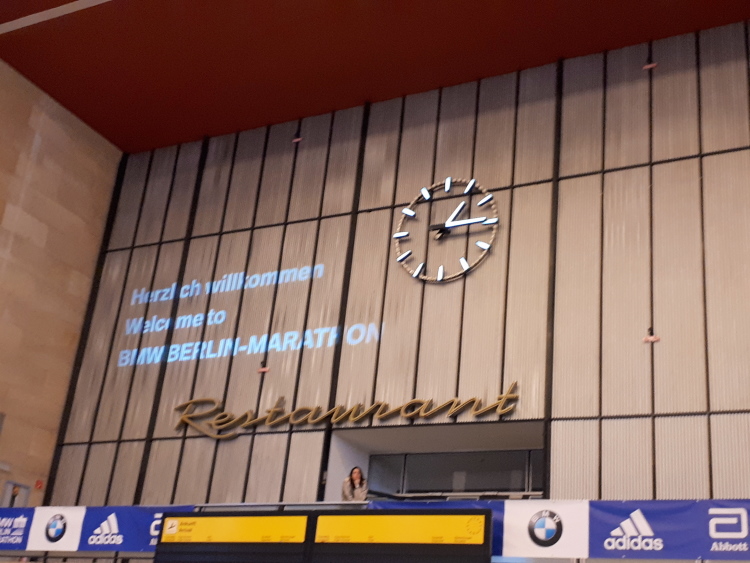 Herzlich willkommen
Welcome to
BMW BERLIN-MARATHON
Restaurant
adidas
adidas
Abbott